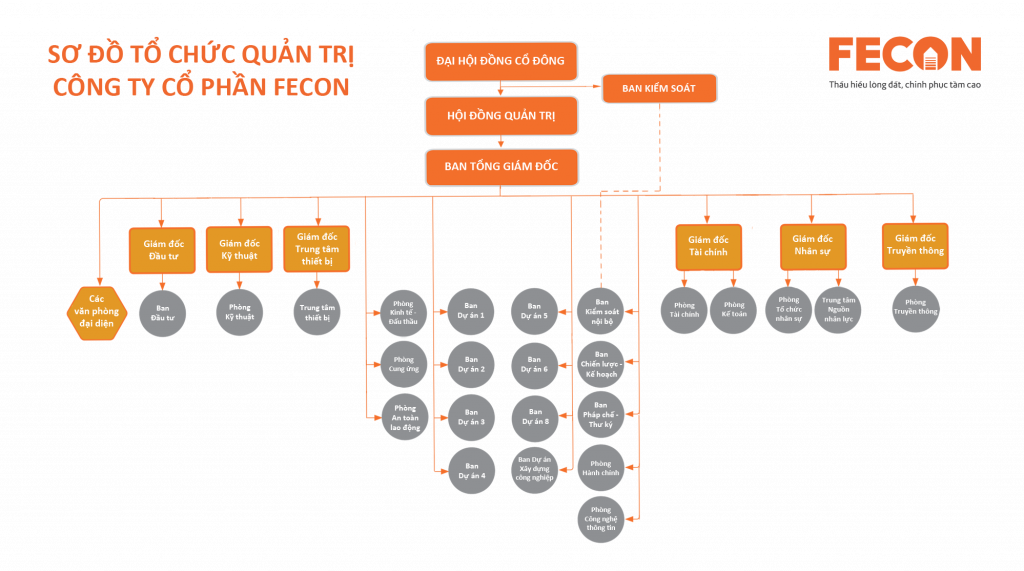 SƠ ĐỒ TỔ CHỨC QUẢN TRỊ
CÔNG TY CỔ PHẦN FECON
ĐẠI HỘI ĐỒNG CỔ ĐÔNG
BAN KIỂM SOÁT
HỘI ĐỒNG QUẢN TRỊ
BAN TỔNG GIÁM ĐỐC
FECON
Thấu hiểu lòng đất, chinh phục tầm cao
Giám đốc
Đầu tư
Giám đốc
Kỹ thuật
Giám đốc
Trung tâm
thiết bị
Giám đốc
Tài chính
Giám đốc
Nhân sự
Giám đốc
Truyền thông
Các
văn phòng
đại diện
Ban
Đầu tư
Phòng
Kỹ thuật
Trung tâm
thiết bị
Phòng
Kinh tế -
Đấu thầu
Phòng
Cung ứng
Phòng
An toàn
lao động
Ban
Dự án 1
Ban
Dự án 2
Ban
Dự án 3
Ban
Dự án 4
Ban
Dự án 5
Ban
Dự án 6
Ban
Dự án 8
Ban Dự án
Xây dựng
công nghiệp
Ban
Kiểm soát
nội bộ
Ban
Chiến lược -
Kế hoạch
Ban
Pháp chế -
Thư ký
Phòng
Hành chính
Phòng
Công nghệ
thông tin
Phòng
Tài chính
Phòng
Kế toán
Phòng
Tổ chức
nhân sự
Trung tâm
Nguồn
nhân lực
Phòng
Truyền thông